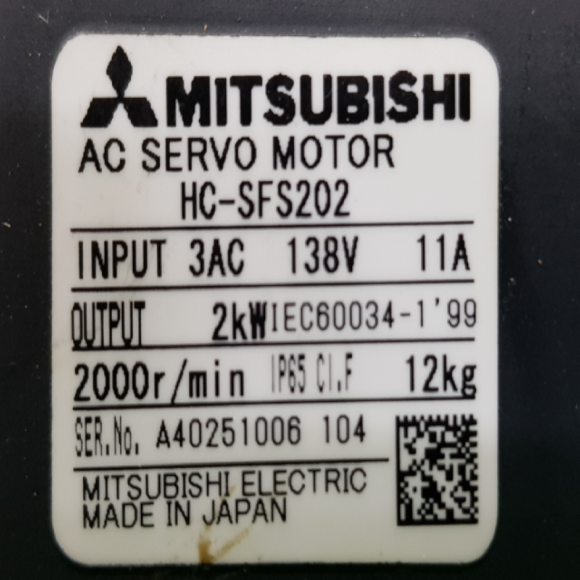 MITSUBISHI
AC SERVO MOTOR
HC-SFS202
INPUT 3AC 138V 11A
OUTPUT 2kW IEC60034-1'99
2000r/min IP65 CI.F 12kg
SER.No. A40251006 104
MITSUBISHI ELECTRIC
MADE IN JAPAN